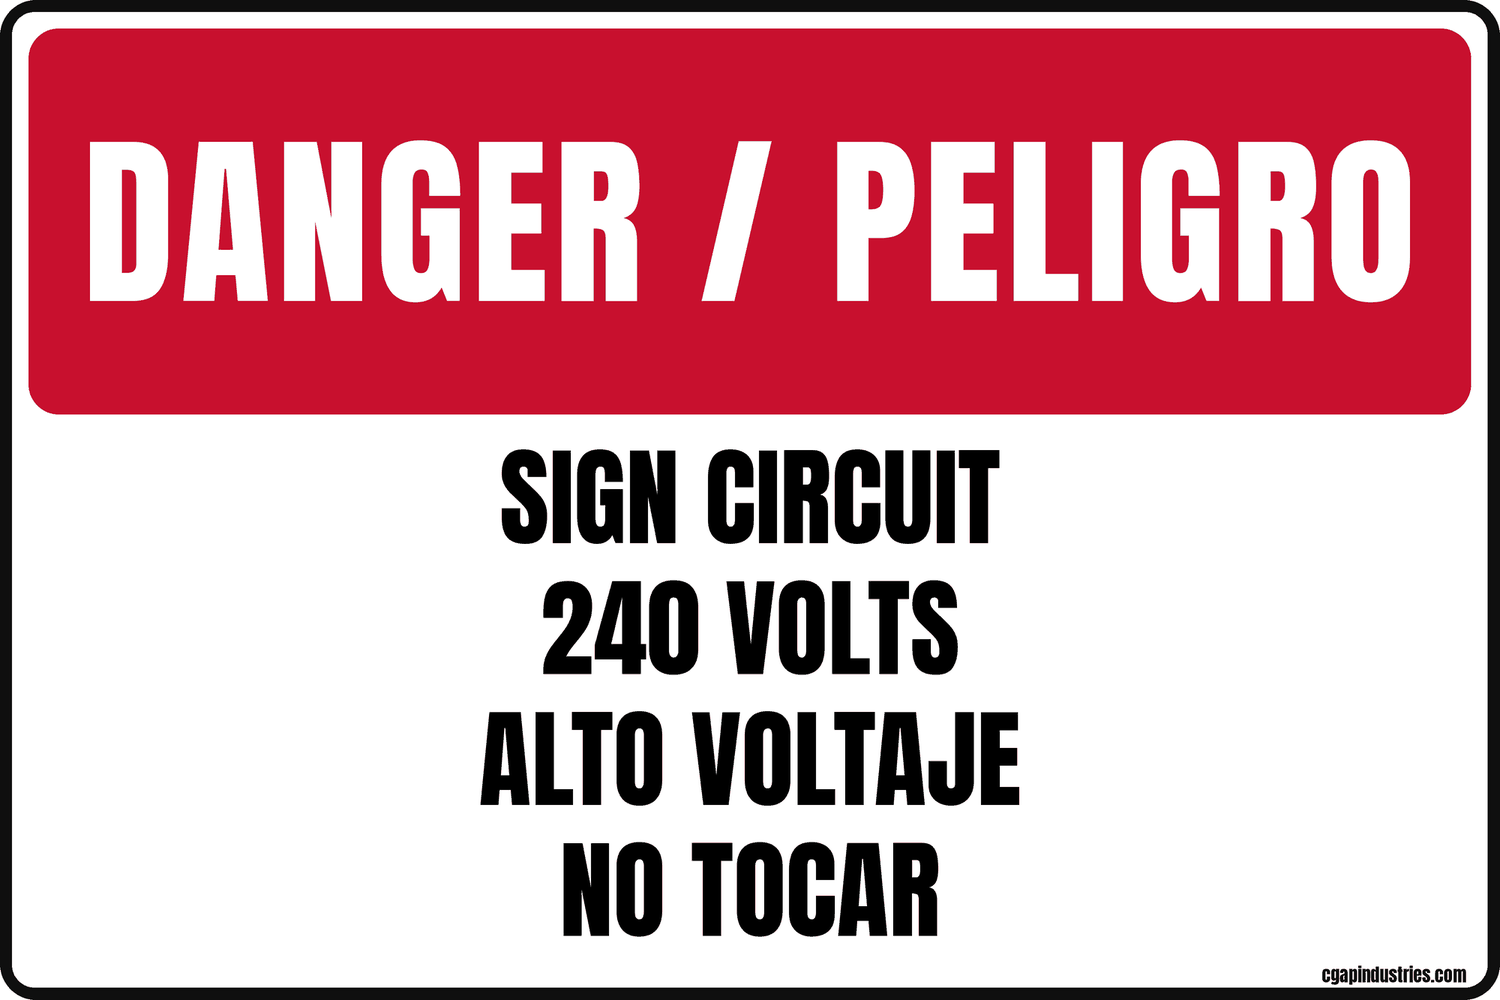 DANGER / PELIGRO
SIGN CIRCUIT
240 VOLTS
ALTO VOLTAJE
NO TOCAR
cgapindustries.com